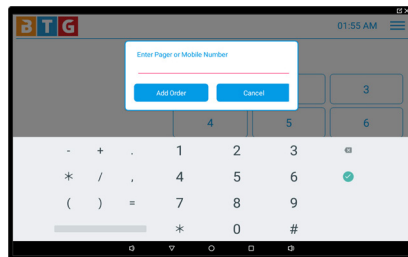 BTG
01:55 AM
Enter Pager or Mobile Number
Add Order Cancel
3
4 5 6
- + . 1 2 3
* / , 4 5 6
( ) = 7 8 9
* 0 #